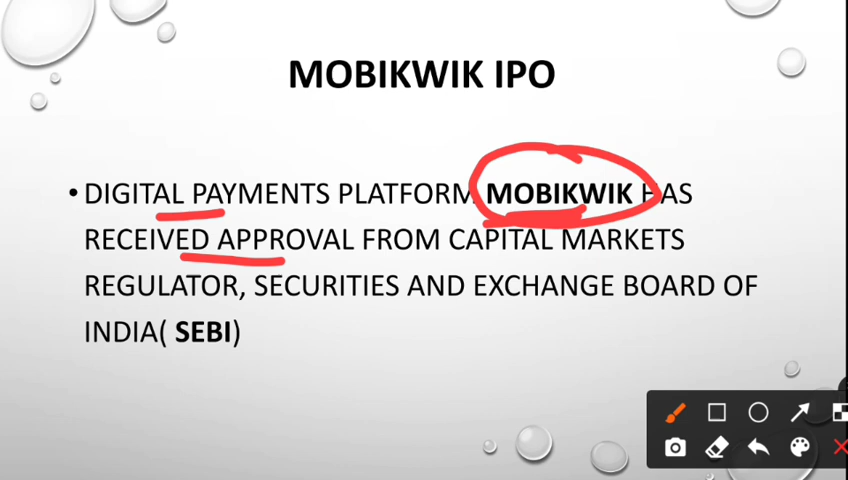 MOBIKWIK IPO
• DIGITAL PAYMENTS PLATFORM MOBIKWIK HAS
RECEIVED APPROVAL FROM CAPITAL MARKETS
REGULATOR, SECURITIES AND EXCHANGE BOARD OF
INDIA( SEBI)